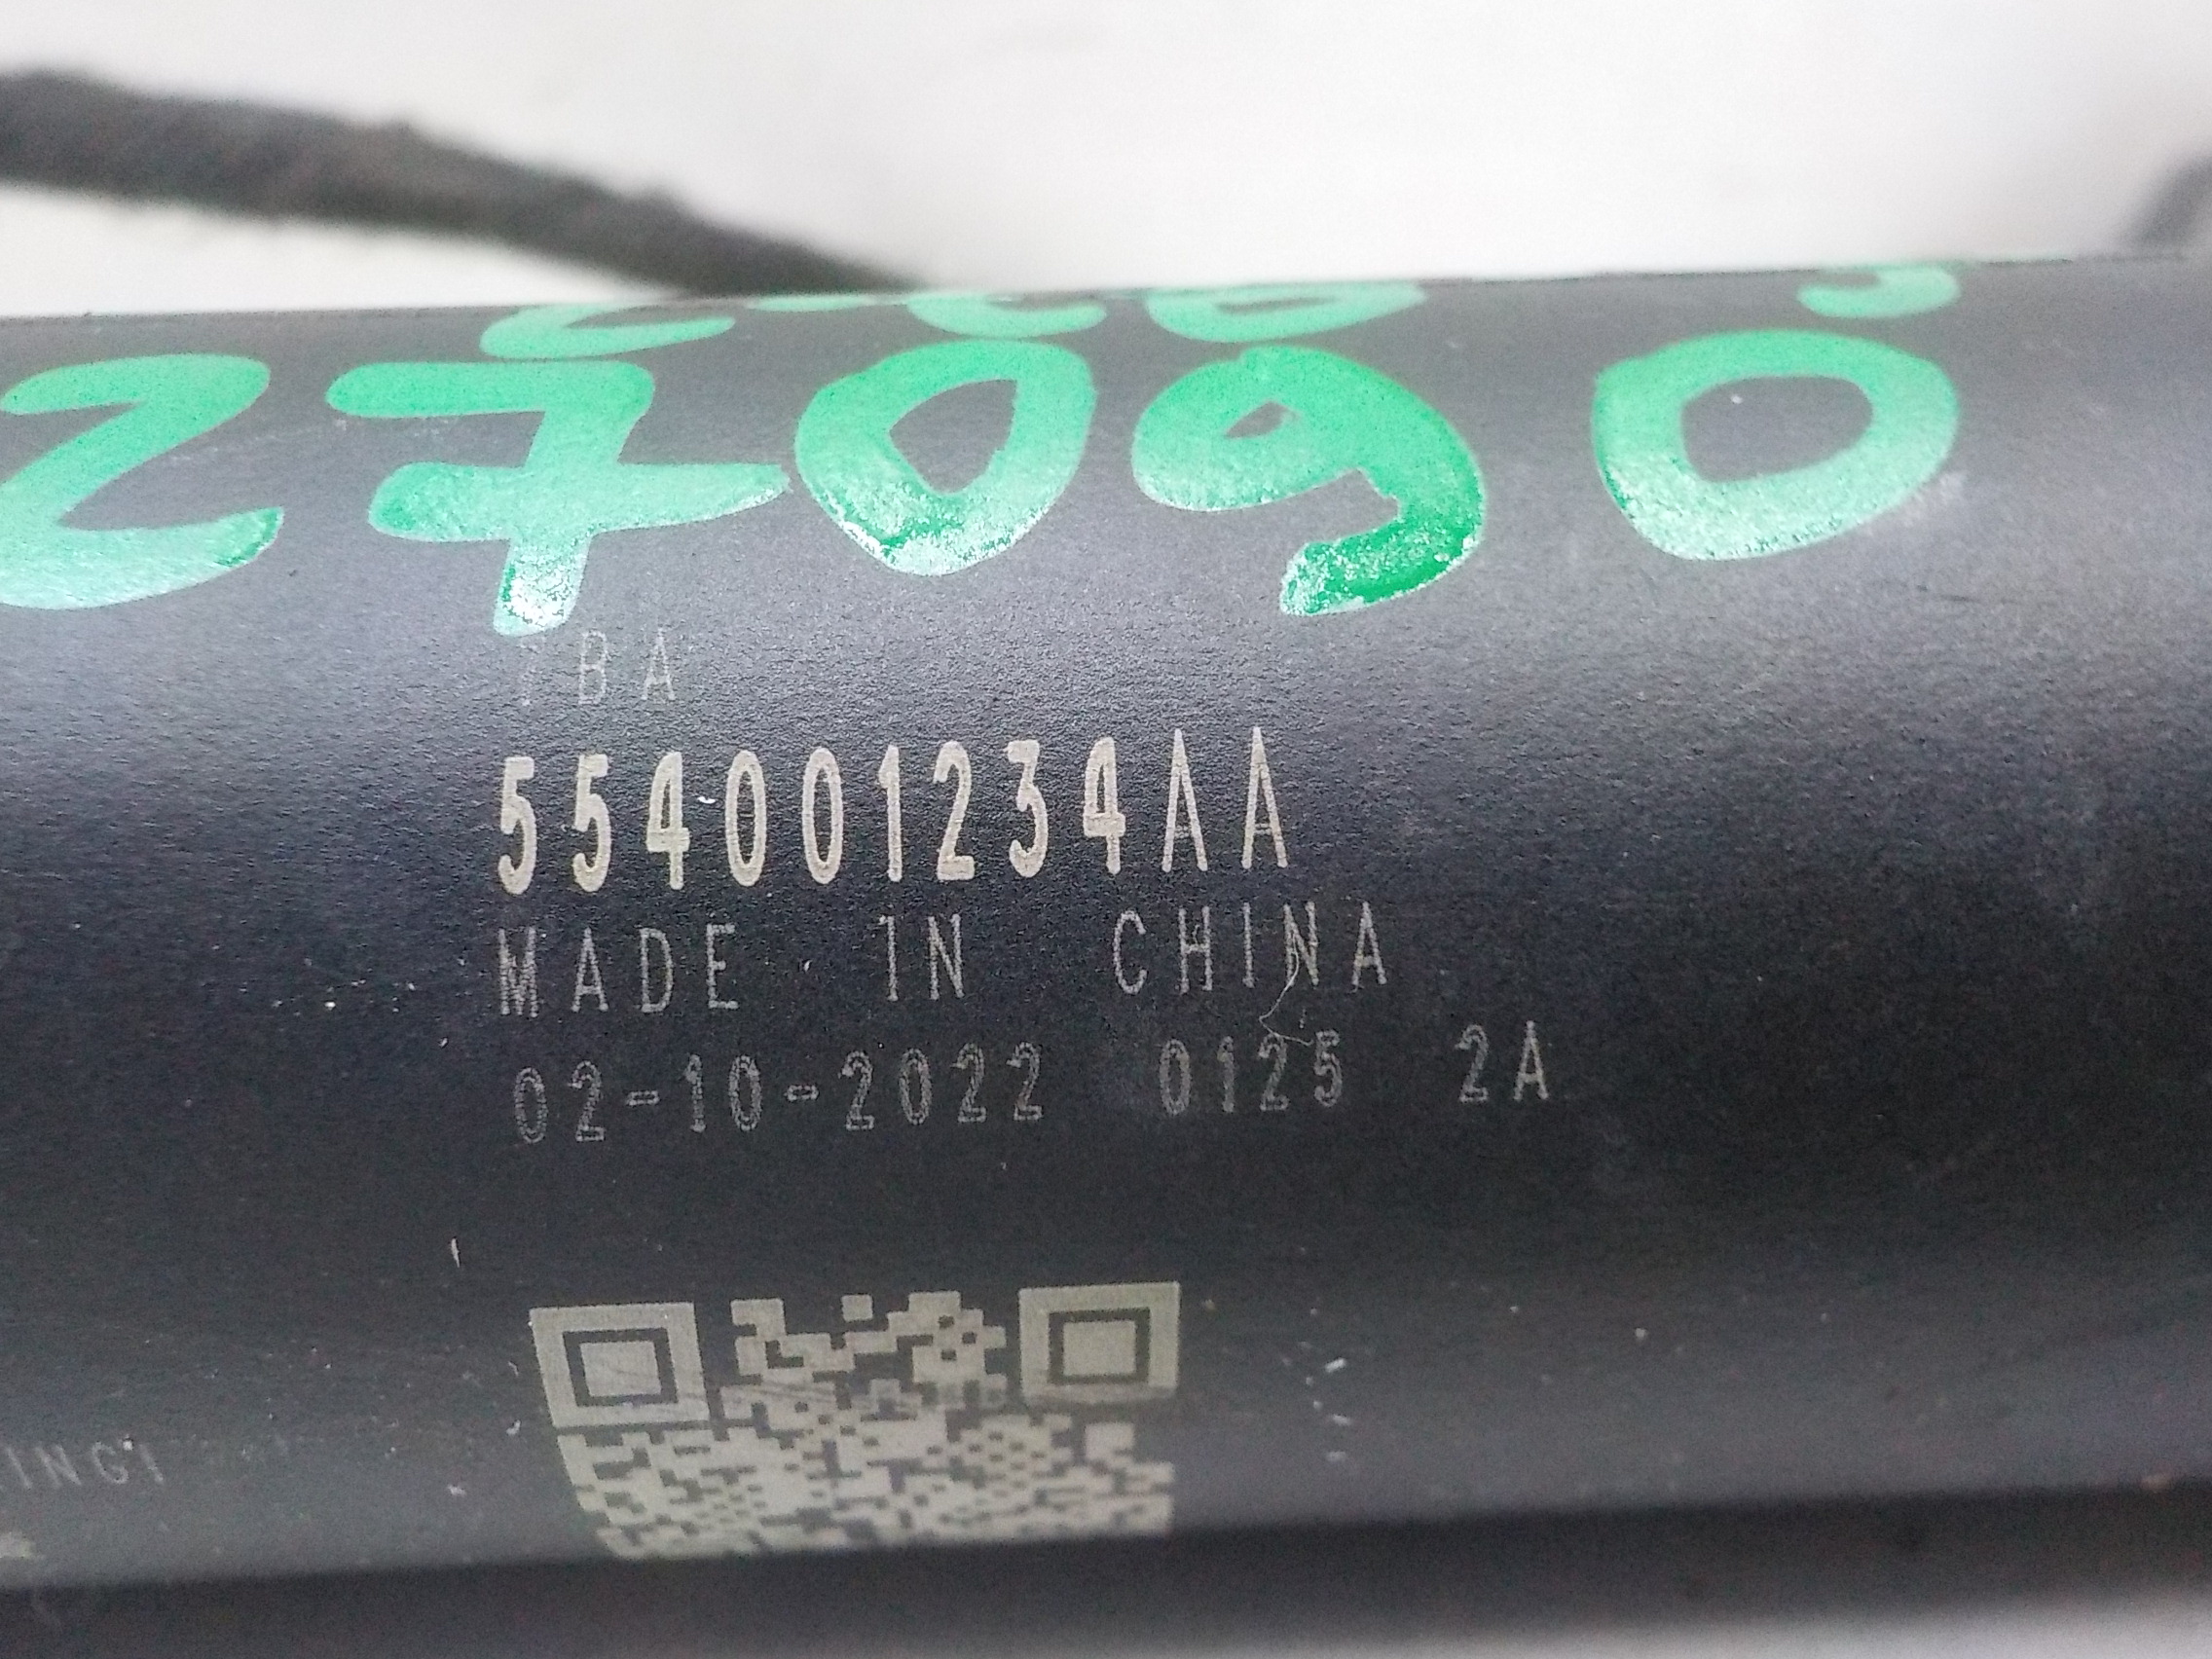 27090
TBA
554001234AA
MADE IN CHINA
02-10-2022 0125 2A